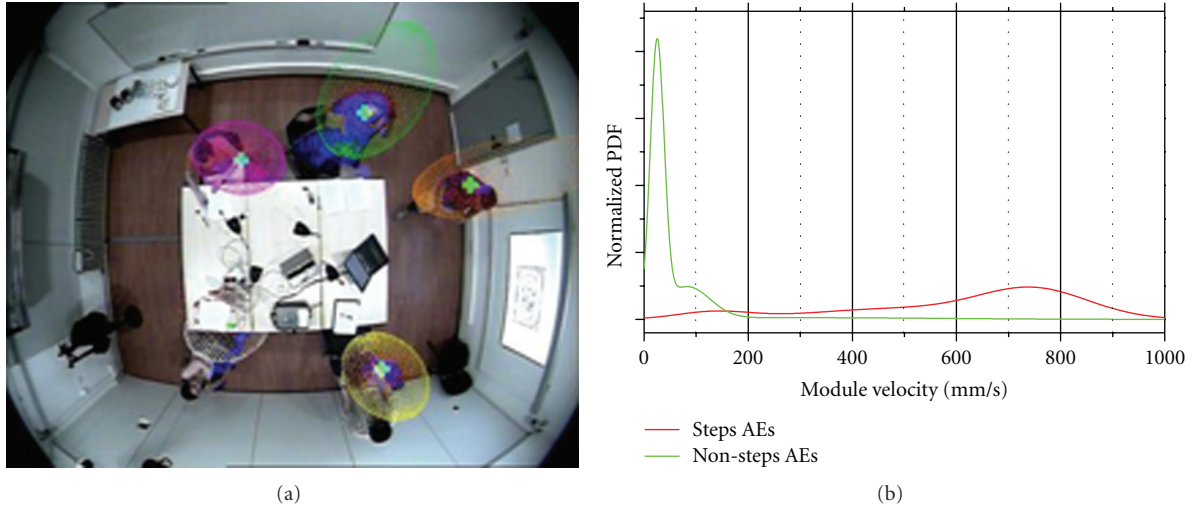 Normalized PDF
0 200 400 600 800 1000
Module velocity (mm/s)
Steps AEs
Non-steps AEs
(a)
(b)